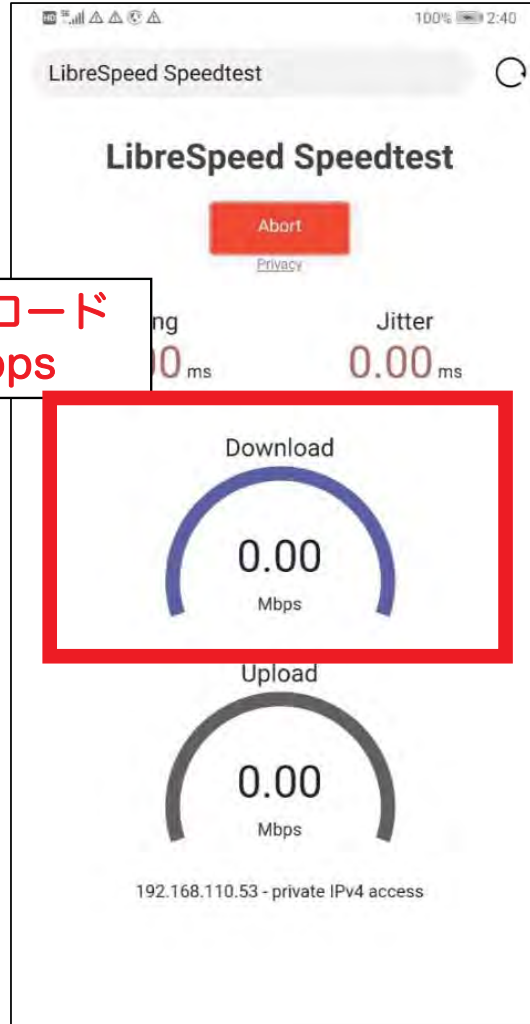 100% 2:40
LibreSpeed Speedtest
LibreSpeed Speedtest
Abort
Privacy
ロード
ng
Jitter
ps
0 ms
0.00 ms
Download
0.00
Mbps
Upload
0.00
Mbps
192.168.110.53 - private IPv4 access